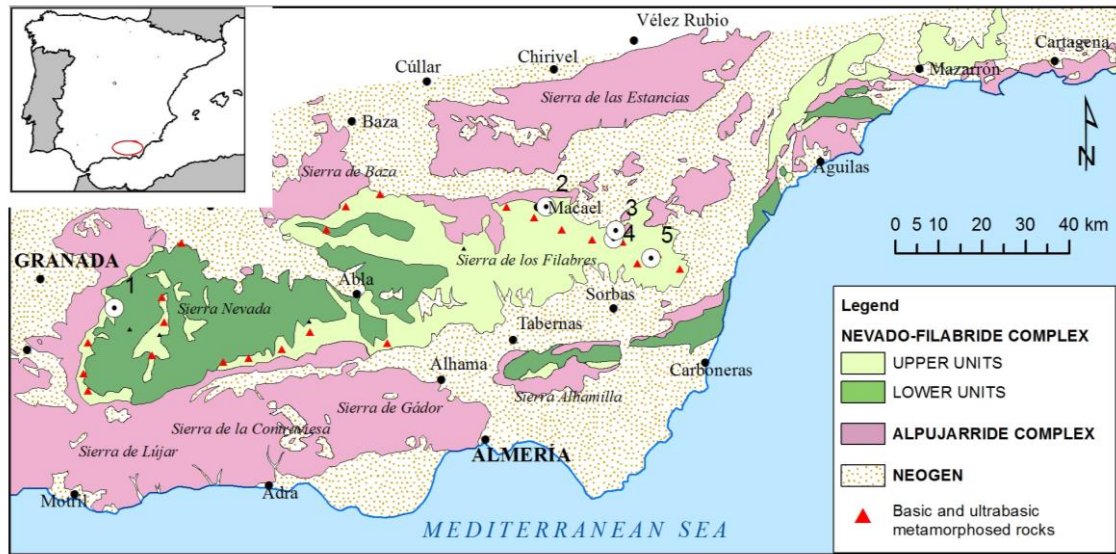 Vélez Rubio
Cartagena
Chirivel
Mazarrón
Cúllar
Sierra de las Estancias
Baza
N
Aguilas
Sierra de Baza
2
Macael
3
0 5 10 20 30 40 km
4
5
GRANADA
Sierra de los Filabres
Abla
1
Sierra Nevada
Sorbas
Legend
Tabernas
NEVADO-FILABRIDE COMPLEX
UPPER UNITS
Alhama
Carboneras
LOWER UNITS
Sierra Alhamilla
Sierra de Gádor
Sierra de la Contraviesa
ALPUJARRIDE COMPLEX
Sierra de Lújar
ALMERÍA
NEOGEN
Adra
Motril
Basic and ultrabasic
metamorphosed rocks
MEDITERRANEAN SEA